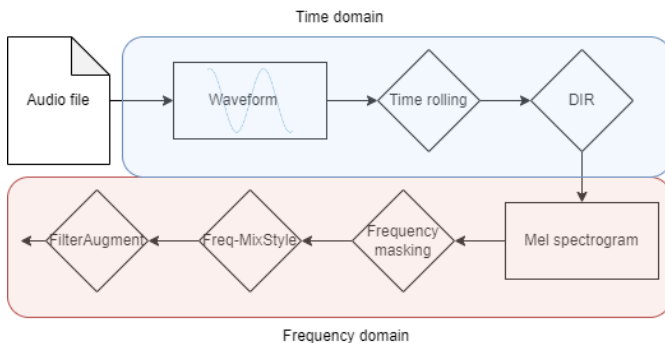 Time domain
Audio file
Waveform
Time rolling
DIR
Mel spectrogram
Frequency
masking
Freq-MixStyle
FilterAugment
Frequency domain